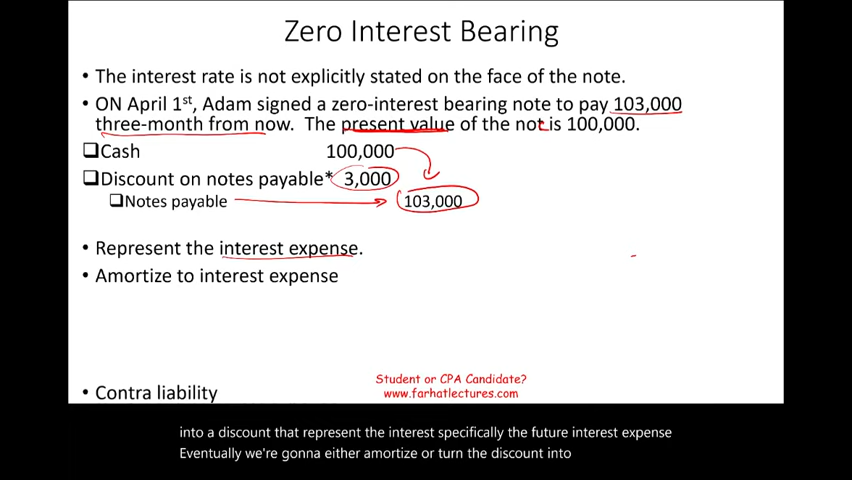 Zero Interest Bearing
• The interest rate is not explicitly stated on the face of the note.
• ON April 1st, Adam signed a zero-interest bearing note to pay 103,000
three-month from now. The present value of the note is 100,000.
❑Cash 100,000
❑Discount on notes payable* 3,000
❑Notes payable 103,000
• Represent the interest expense.
• Amortize to interest expense
• Contra liability
Student or CPA Candidate?
www.farhatlectures.com
into a discount that represent the interest specifically the future interest expense
Eventually we're gonna either amortize or turn the discount into